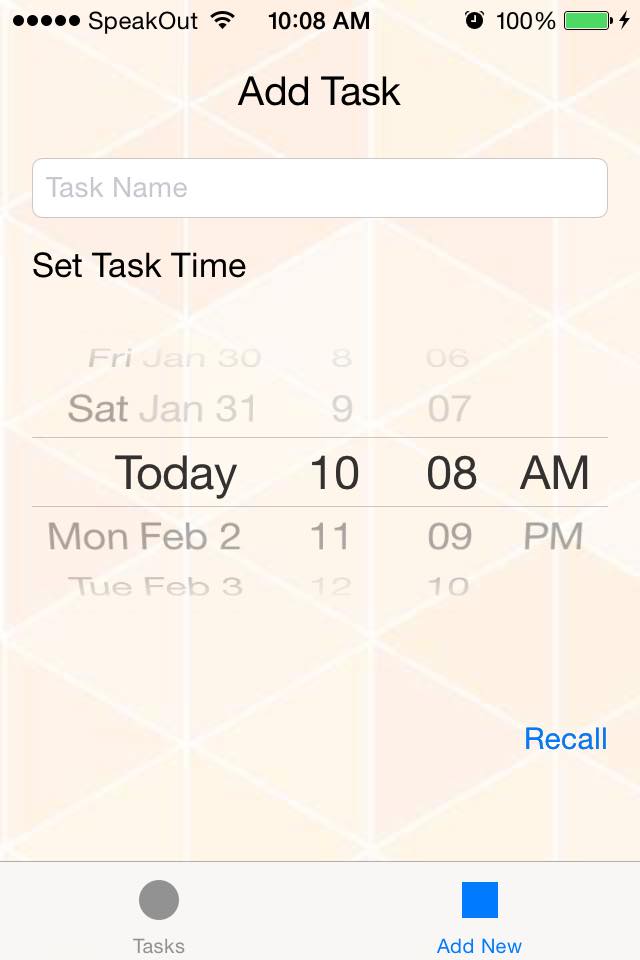 SpeakOut 10:08 AM 100%
Add Task
Task Name
Set Task Time
Fri Jan 30 8 06
Sat Jan 31 9 07
Today 10 08 AM
Mon Feb 2 11 09 PM
Tue Feb 3 12 10
Recall
Tasks Add New